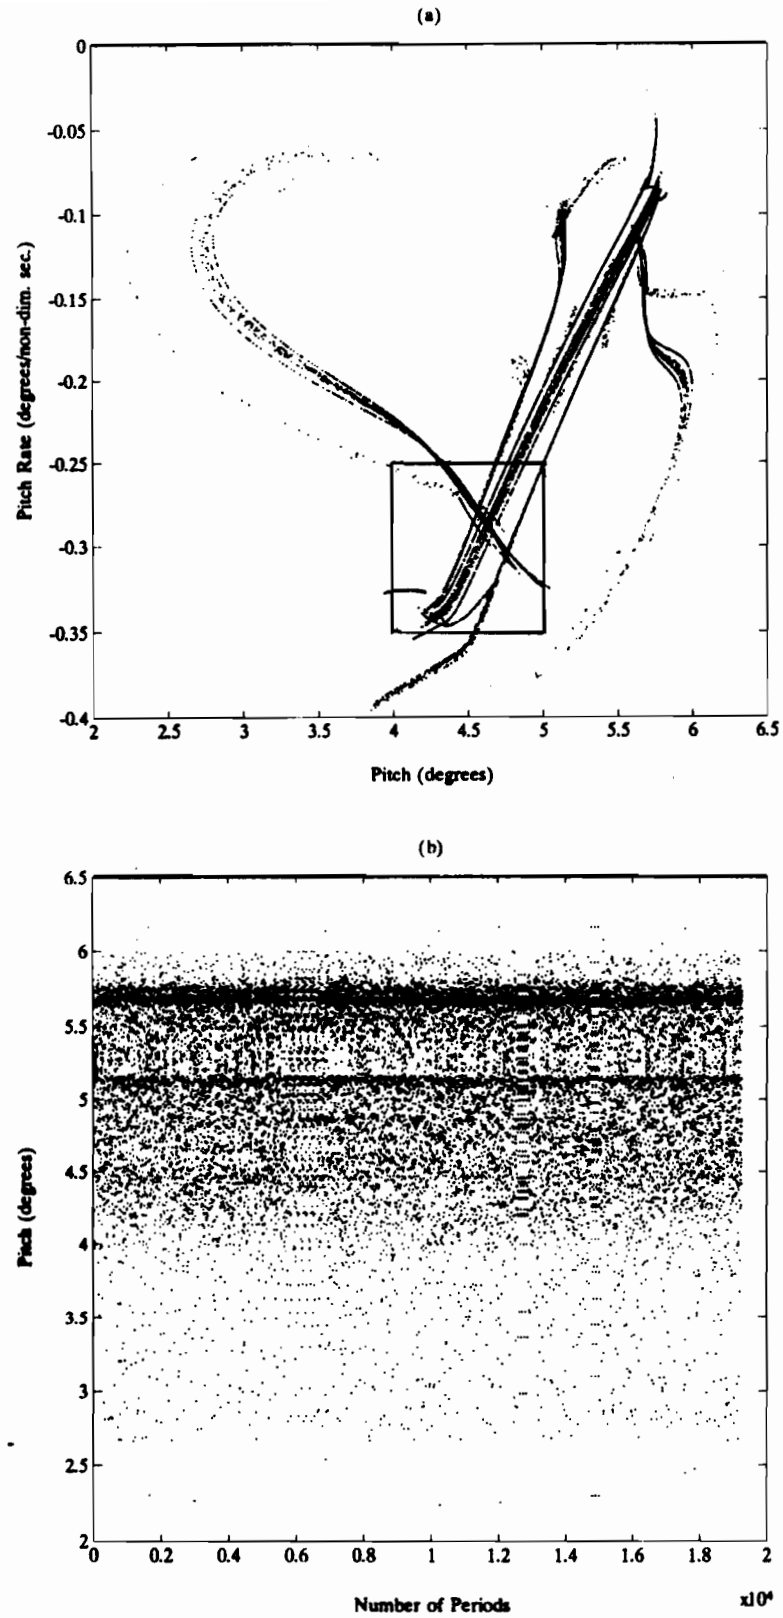 (a)
0
-0.05
-0.1
-0.15
-0.2
-0.25
-0.3
-0.35
-0.4
Pitch Rate (degrees/non-dim. sec.)
2 2.5 3 3.5 4 4.5 5 5.5 6 6.5
Pitch (degrees)
(b)
6.5
6
5.5
5
4.5
4
3.5
3
2.5
2
Pitch (degrees)
0 0.2 0.4 0.6 0.8 1 1.2 1.4 1.6 1.8 2
Number of Periods x10⁴